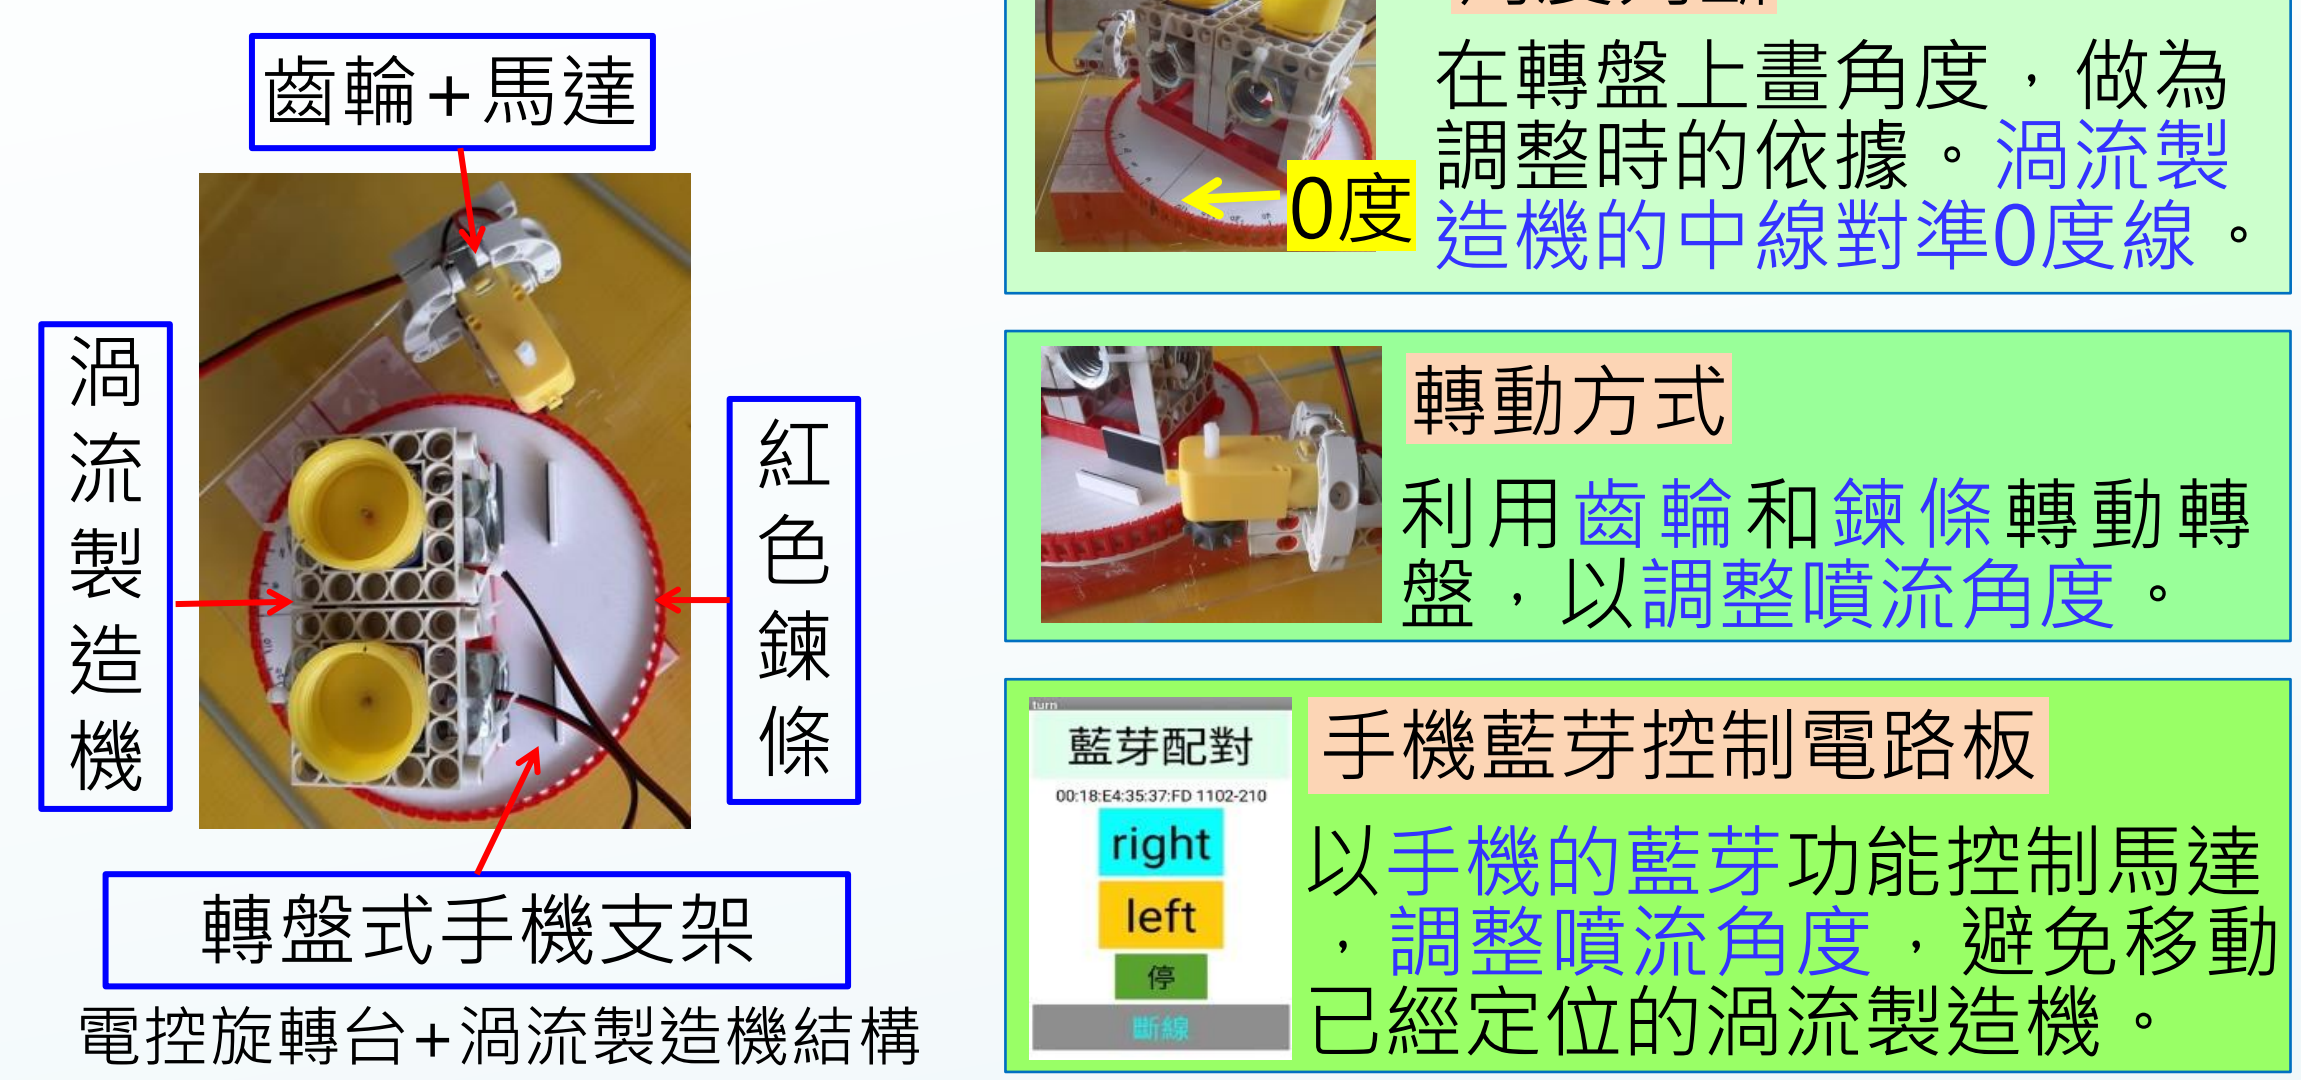 齒輪+馬達
渦流製造機
紅色鍊條
轉盤式手機支架
電控旋轉台+渦流製造機結構
在轉盤上畫角度，做為
調整時的依據。渦流製
造機的中線對準0度線。
0度
轉動方式
利用齒輪和鍊條轉動轉
盤，以調整噴流角度。
turn
藍芽配對
00:18:E4:35:37:FD 1102-210
right
left
停
斷線
手機藍芽控制電路板
以手機的藍芽功能控制馬達
，調整噴流角度，避免移動
已經定位的渦流製造機。